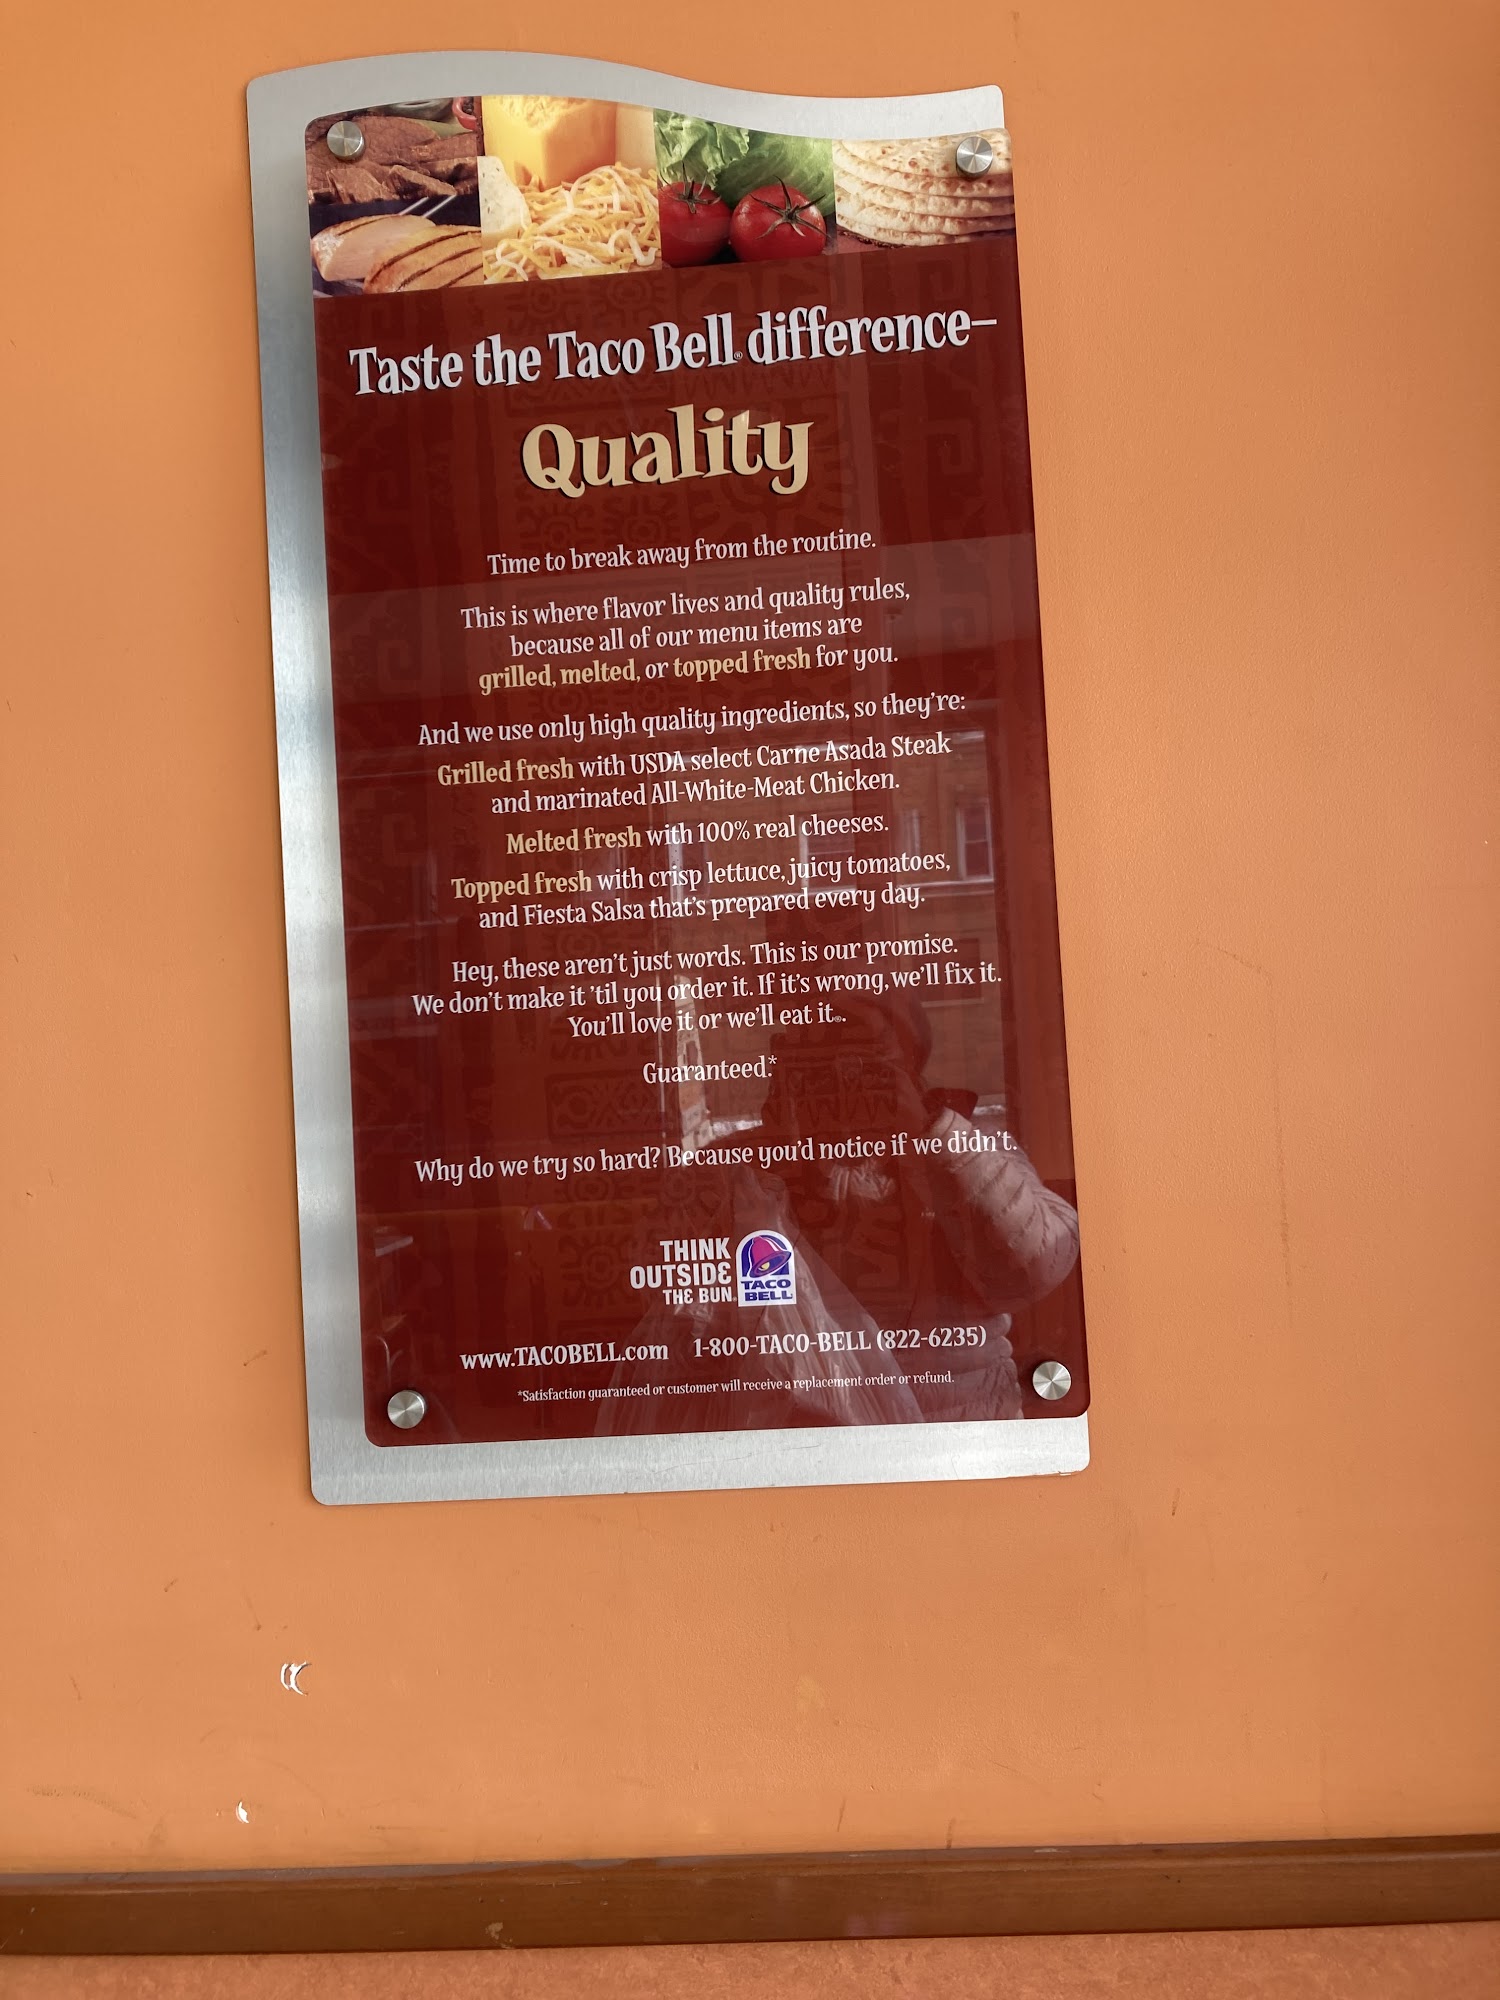 Taste the Taco Bell® difference–
Quality
Time to break away from the routine.
This is where flavor lives and quality rules,
because all of our menu items are
grilled, melted, or topped fresh for you.
And we use only high quality ingredients, so they're:
Grilled fresh with USDA select Carne Asada Steak
and marinated All-White-Meat Chicken.
Melted fresh with 100% real cheeses.
Topped fresh with crisp lettuce, juicy tomatoes,
and Fiesta Salsa that's prepared every day.
Hey, these aren't just words. This is our promise.
We don't make it 'til you order it. If it's wrong, we'll fix it.
You'll love it or we'll eat it®.
Guaranteed.*
Why do we try so hard? Because you'd notice if we didn't.
THINK
OUTSIDE
THE BUN®
TACO
BELL
www.TACOBELL.com 1-800-TACO-BELL (822-6235)
*Satisfaction guaranteed or customer will receive a replacement order or refund.